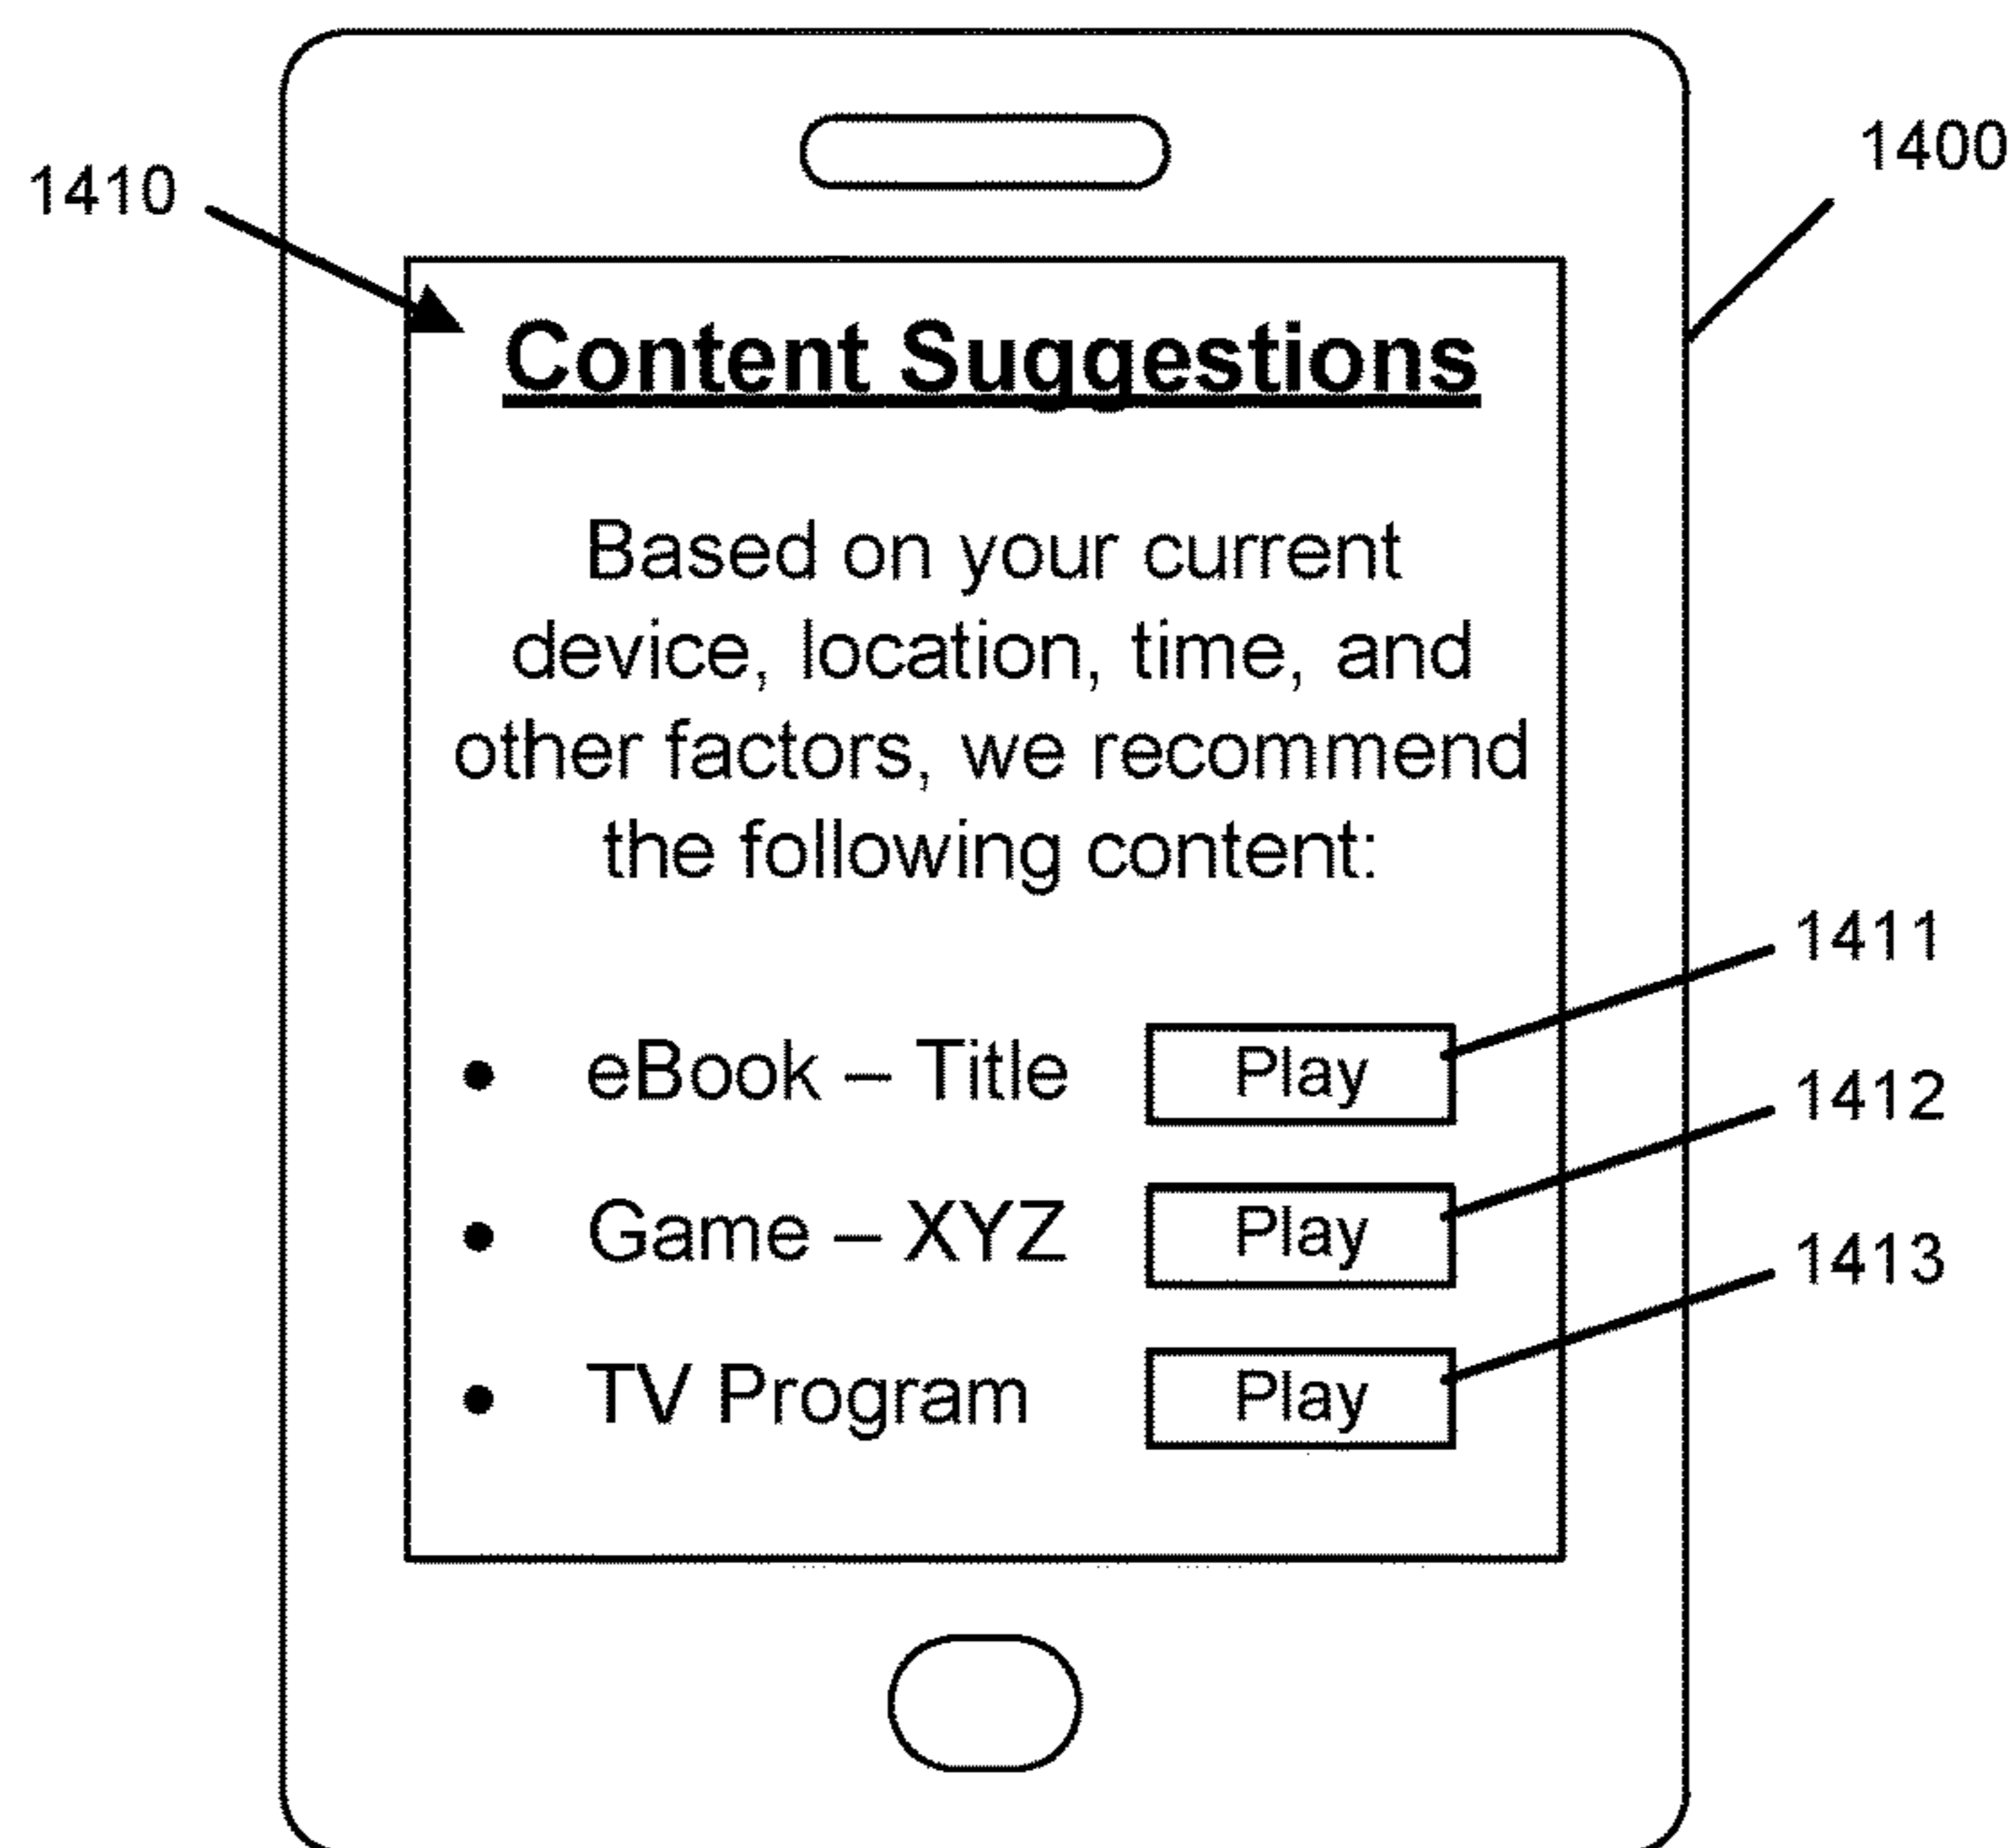 1400
1410
Content Suggestions
Based on your current
device, location, time, and
other factors, we recommend
the following content:
1411
• eBook – Title Play
1412
• Game – XYZ Play
1413
• TV Program Play